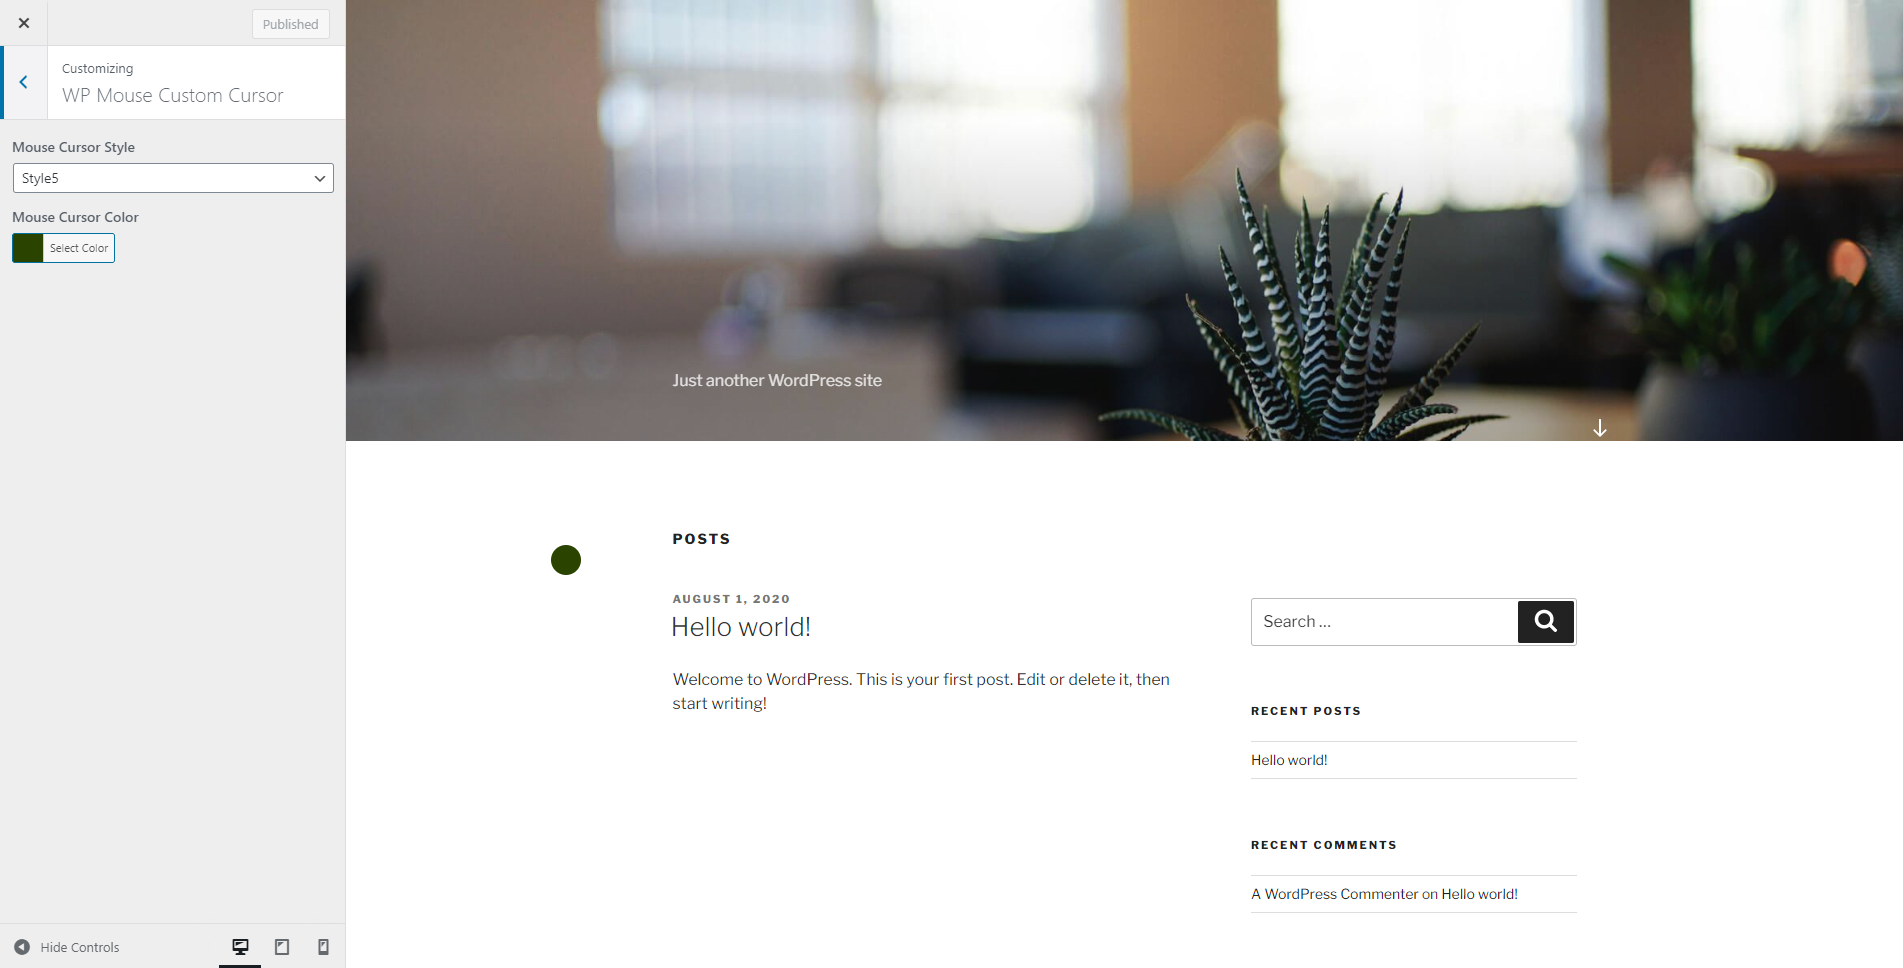 Published
Customizing
WP Mouse Custom Cursor
Mouse Cursor Style
Style5
Mouse Cursor Color
Select Color
Hide Controls
Just another WordPress site
POSTS
AUGUST 1, 2020
Hello world!
Welcome to WordPress. This is your first post. Edit or delete it, then
start writing!
Search …
RECENT POSTS
Hello world!
RECENT COMMENTS
A WordPress Commenter on Hello world!